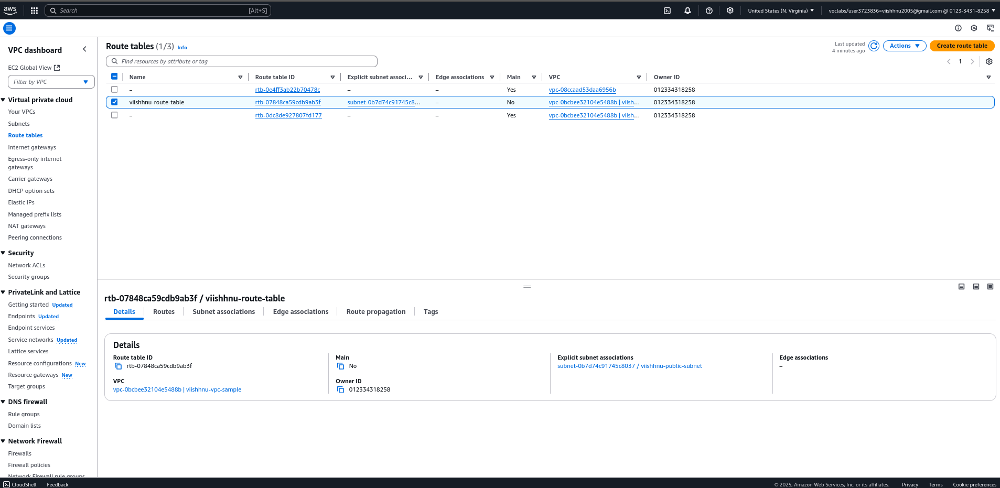 aws
Search [Alt+S]
United States (N. Virginia)
voclabs/user3723836=viishhnu2005@gmail.com @ 0123-3431-8258
VPC dashboard
EC2 Global View
Filter by VPC
Virtual private cloud
Your VPCs
Subnets
Route tables
Internet gateways
Egress-only internet
gateways
Carrier gateways
DHCP option sets
Elastic IPs
Managed prefix lists
NAT gateways
Peering connections
Security
Network ACLs
Security groups
PrivateLink and Lattice
Getting started Updated
Endpoints Updated
Endpoint services
Service networks Updated
Lattice services
Resource configurations New
Resource gateways New
Target groups
DNS firewall
Rule groups
Domain lists
Network Firewall
Firewalls
Firewall policies
Network Firewall rule groups
Route tables (1/3) Info
Last updated
4 minutes ago
Actions
Create route table
Find resources by attribute or tag
1
Name Route table ID Explicit subnet associ... Edge associations Main VPC Owner ID
– rtb-0e4ff3ab22b70478c – – Yes vpc-08ccaad53daa6956b 012334318258
viishhnu-route-table rtb-07848ca59cdb9ab3f subnet-0b7d74c91745c8... – No vpc-0bcbee32104e5488b | viish... 012334318258
– rtb-0dc8de927807fd177 – – Yes vpc-0bcbee32104e5488b | viish... 012334318258
rtb-07848ca59cdb9ab3f / viishhnu-route-table
Details Routes Subnet associations Edge associations Route propagation Tags
Details
Route table ID
rtb-07848ca59cdb9ab3f
VPC
vpc-0bcbee32104e5488b | viishhnu-vpc-sample
Main
No
Owner ID
012334318258
Explicit subnet associations
subnet-0b7d74c91745c8037 / viishhnu-public-subnet
Edge associations
–
CloudShell Feedback
© 2025, Amazon Web Services, Inc. or its affiliates. Privacy Terms Cookie preferences